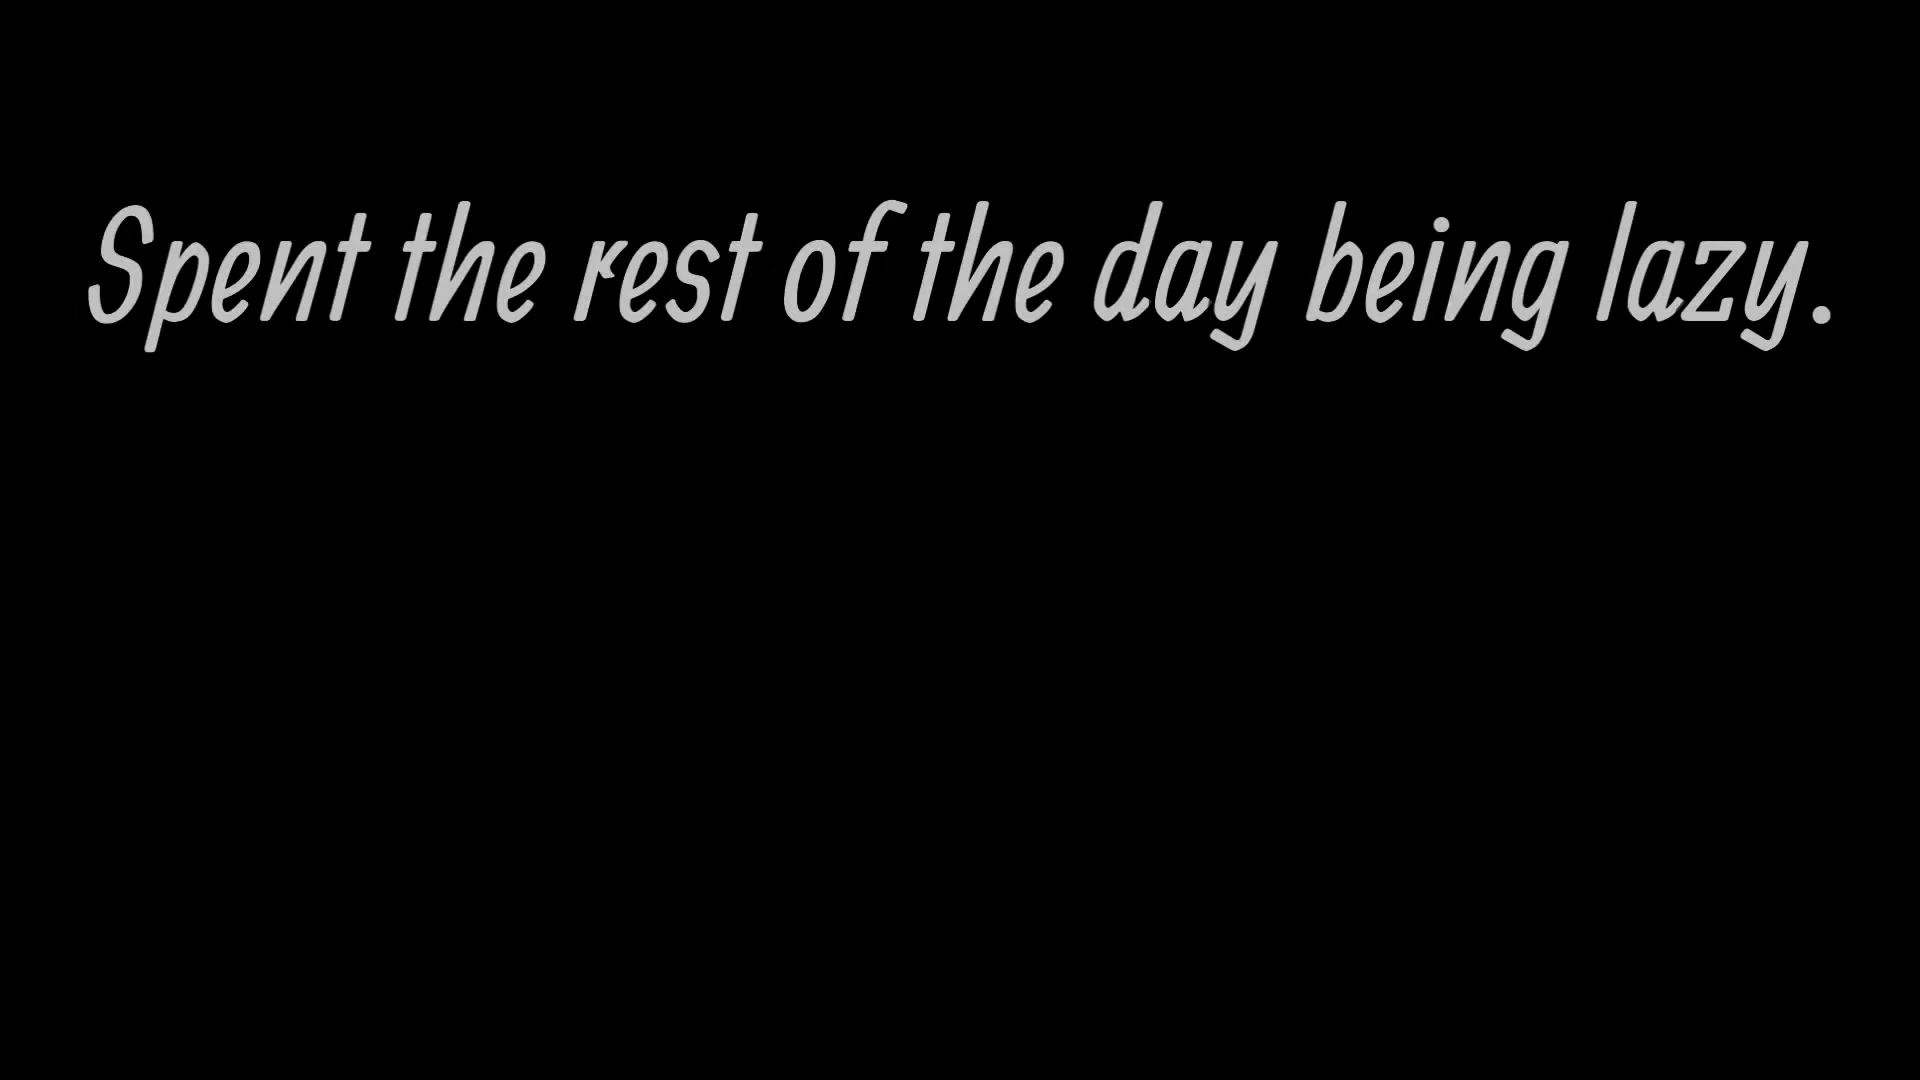 Spent the rest of the day being lazy.